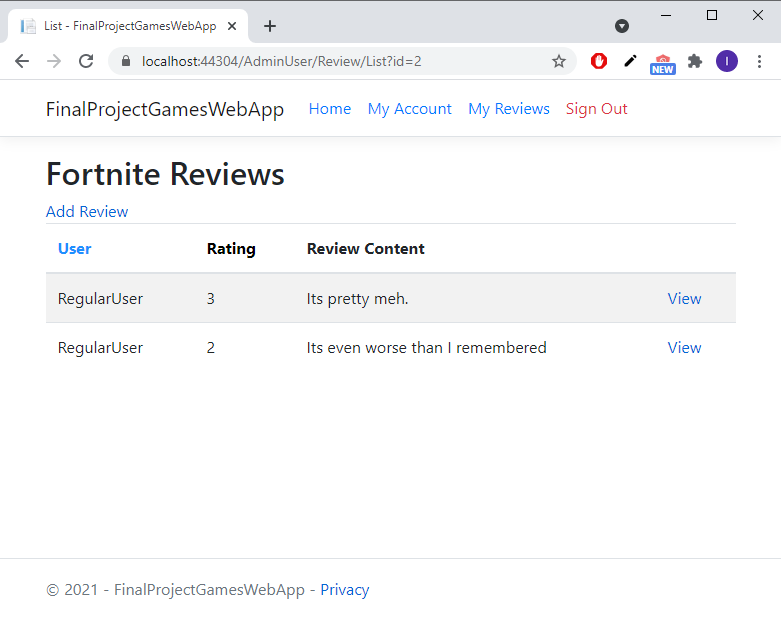 List - FinalProjectGamesWebApp
localhost:44304/AdminUser/Review/List?id=2
NEW
I
FinalProjectGamesWebApp Home My Account My Reviews Sign Out
Fortnite Reviews
Add Review
User Rating Review Content
RegularUser 3 Its pretty meh. View
RegularUser 2 Its even worse than I remembered View
© 2021 - FinalProjectGamesWebApp - Privacy